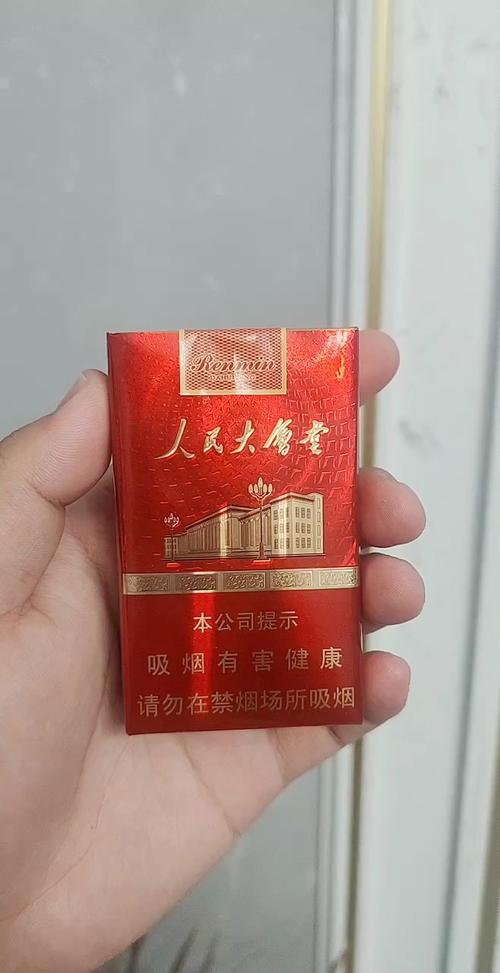 Renmin
人民大會堂
本公司提示
吸烟有害健康
请勿在禁烟场所吸烟